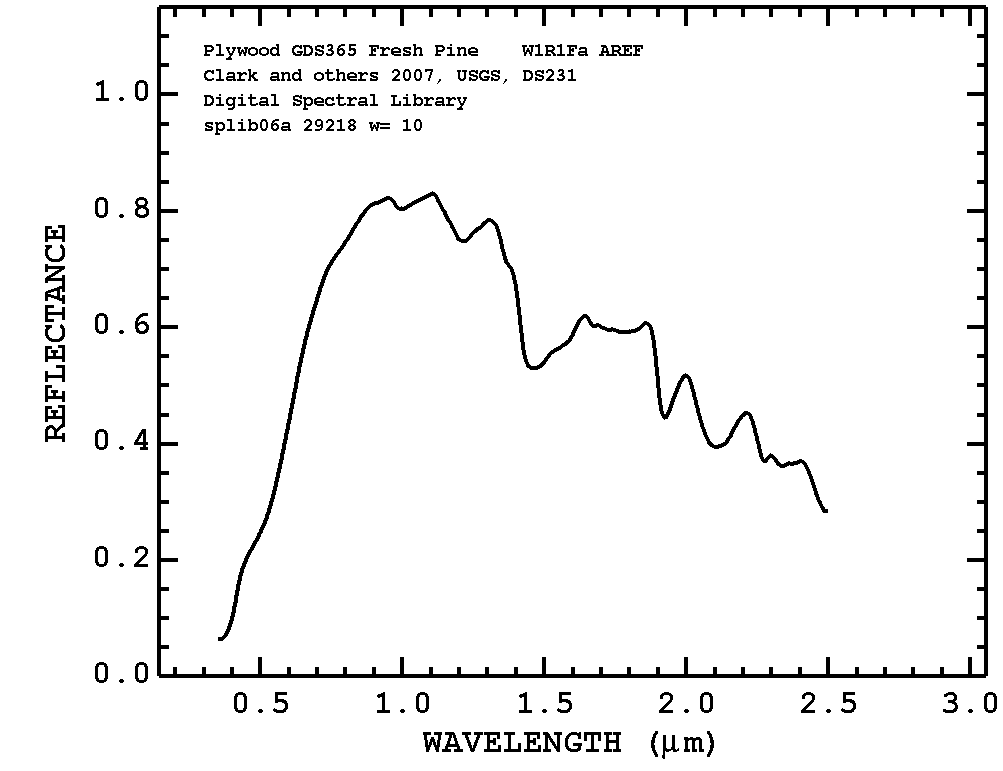 Plywood GDS365 Fresh Pine    W1R1Fa AREF
Clark and others 2007, USGS, DS231
Digital Spectral Library
splib06a 29218 w= 10
1.0
0.8
0.6
0.4
0.2
0.0
REFLECTANCE
0.5 1.0 1.5 2.0 2.5 3.0
WAVELENGTH (μm)